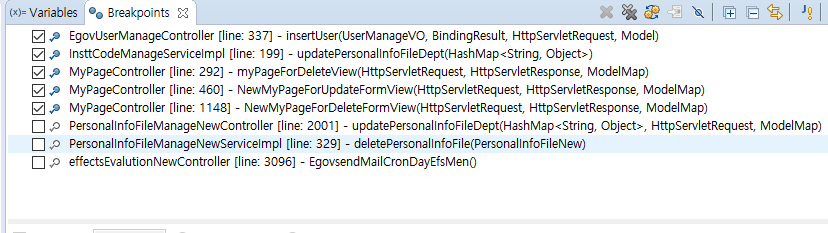 (x)= Variables Breakpoints
EgovUserManageController [line: 337] - insertUser(UserManageVO, BindingResult, HttpServletRequest, Model)
InsttCodeManageServiceImpl [line: 199] - updatePersonalInfoFileDept(HashMap<String, Object>)
MyPageController [line: 292] - myPageForDeleteView(HttpServletRequest, HttpServletResponse, ModelMap)
MyPageController [line: 460] - NewMyPageForUpdateFormView(HttpServletRequest, HttpServletResponse, ModelMap)
MyPageController [line: 1148] - NewMyPageForDeleteFormView(HttpServletRequest, HttpServletResponse, ModelMap)
PersonalInfoFileManageNewController [line: 2001] - updatePersonalInfoFileDept(HashMap<String, Object>, HttpServletRequest, ModelMap)
PersonalInfoFileManageNewServiceImpl [line: 329] - deletePersonalInfoFile(PersonalInfoFileNew)
effectsEvalutionNewController [line: 3096] - EgovsendMailCronDayEfsMen()